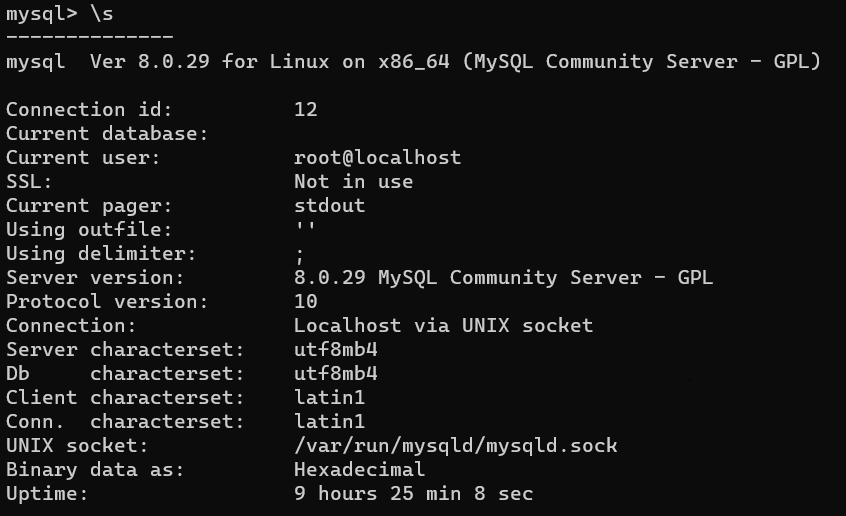 mysql> \s
--------------
mysql  Ver 8.0.29 for Linux on x86_64 (MySQL Community Server - GPL)
Connection id:          12
Current database:
Current user:           root@localhost
SSL:                    Not in use
Current pager:          stdout
Using outfile:          ''
Using delimiter:        ;
Server version:         8.0.29 MySQL Community Server - GPL
Protocol version:       10
Connection:             Localhost via UNIX socket
Server characterset:    utf8mb4
Db     characterset:    utf8mb4
Client characterset:    latin1
Conn.  characterset:    latin1
UNIX socket:            /var/run/mysqld/mysqld.sock
Binary data as:         Hexadecimal
Uptime:                 9 hours 25 min 8 sec